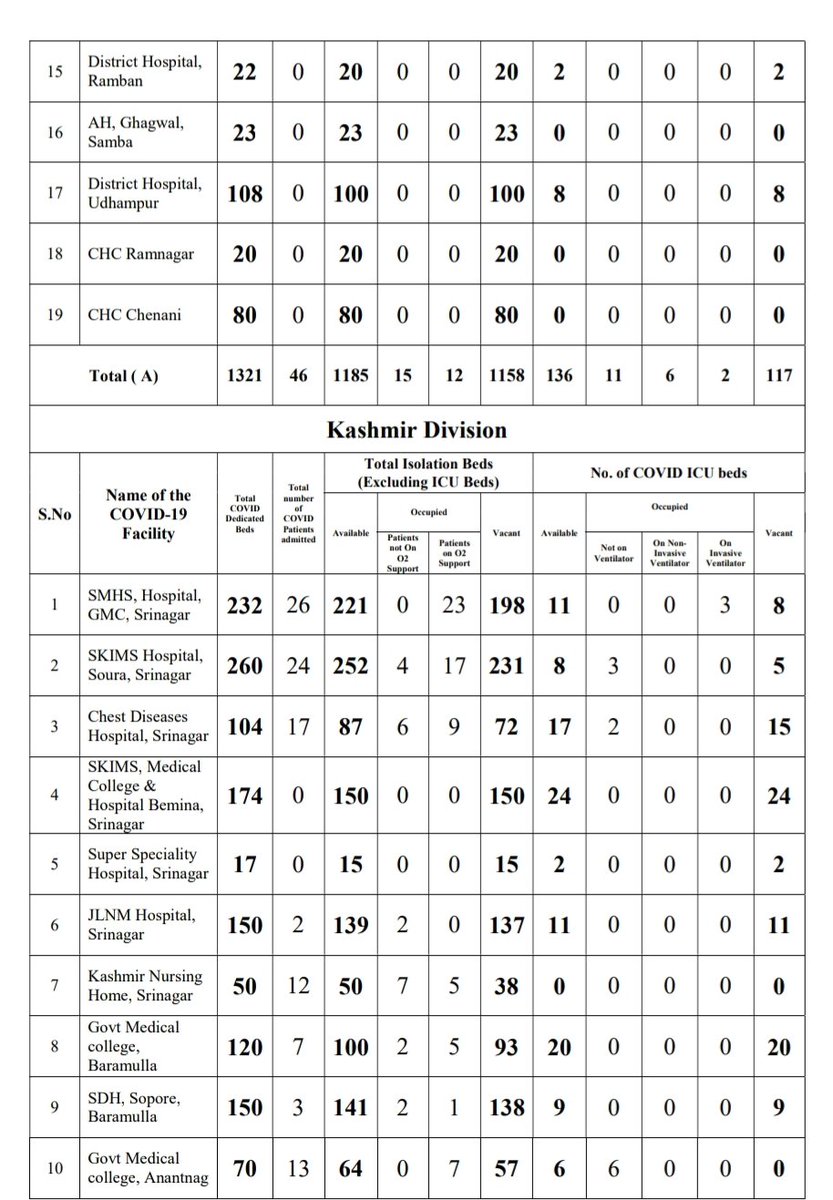 15 District Hospital, Ramban 22 0 20 0 0 20 2 0 0 0 2
16 AH, Ghagwal, Samba 23 0 23 0 0 23 0 0 0 0 0
17 District Hospital, Udhampur 108 0 100 0 0 100 8 0 0 0 8
18 CHC Ramnagar 20 0 20 0 0 20 0 0 0 0 0
19 CHC Chenani 80 0 80 0 0 80 0 0 0 0 0
Total ( A) 1321 46 1185 15 12 1158 136 11 6 2 117
Kashmir Division
S.No
Name of the COVID-19 Facility
Total COVID Dedicated Beds
Total number of COVID Patients admitted
Total Isolation Beds (Excluding ICU Beds)
No. of COVID ICU beds
Available
Occupied
Patients not On O2 Support
Patients on O2 Support
Vacant
Available
Occupied
Not on Ventilator
On Non-Invasive Ventilator
On Invasive Ventilator
Vacant
1 SMHS, Hospital, GMC, Srinagar 232 26 221 0 23 198 11 0 0 3 8
2 SKIMS Hospital, Soura, Srinagar 260 24 252 4 17 231 8 3 0 0 5
3 Chest Diseases Hospital, Srinagar 104 17 87 6 9 72 17 2 0 0 15
4 SKIMS, Medical College & Hospital Bemina, Srinagar 174 0 150 0 0 150 24 0 0 0 24
5 Super Speciality Hospital, Srinagar 17 0 15 0 0 15 2 0 0 0 2
6 JLNM Hospital, Srinagar 150 2 139 2 0 137 11 0 0 0 11
7 Kashmir Nursing Home, Srinagar 50 12 50 7 5 38 0 0 0 0 0
8 Govt Medical college, Baramulla 120 7 100 2 5 93 20 0 0 0 20
9 SDH, Sopore, Baramulla 150 3 141 2 1 138 9 0 0 0 9
10 Govt Medical college, Anantnag 70 13 64 0 7 57 6 6 0 0 0